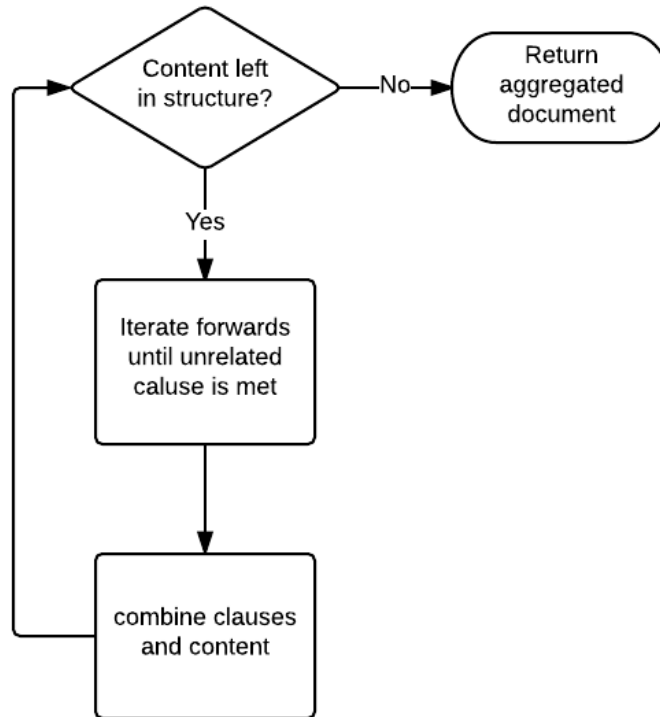 Content left
in structure?
No
Return
aggregated
document
Yes
Iterate forwards
until unrelated
caluse is met
combine clauses
and content